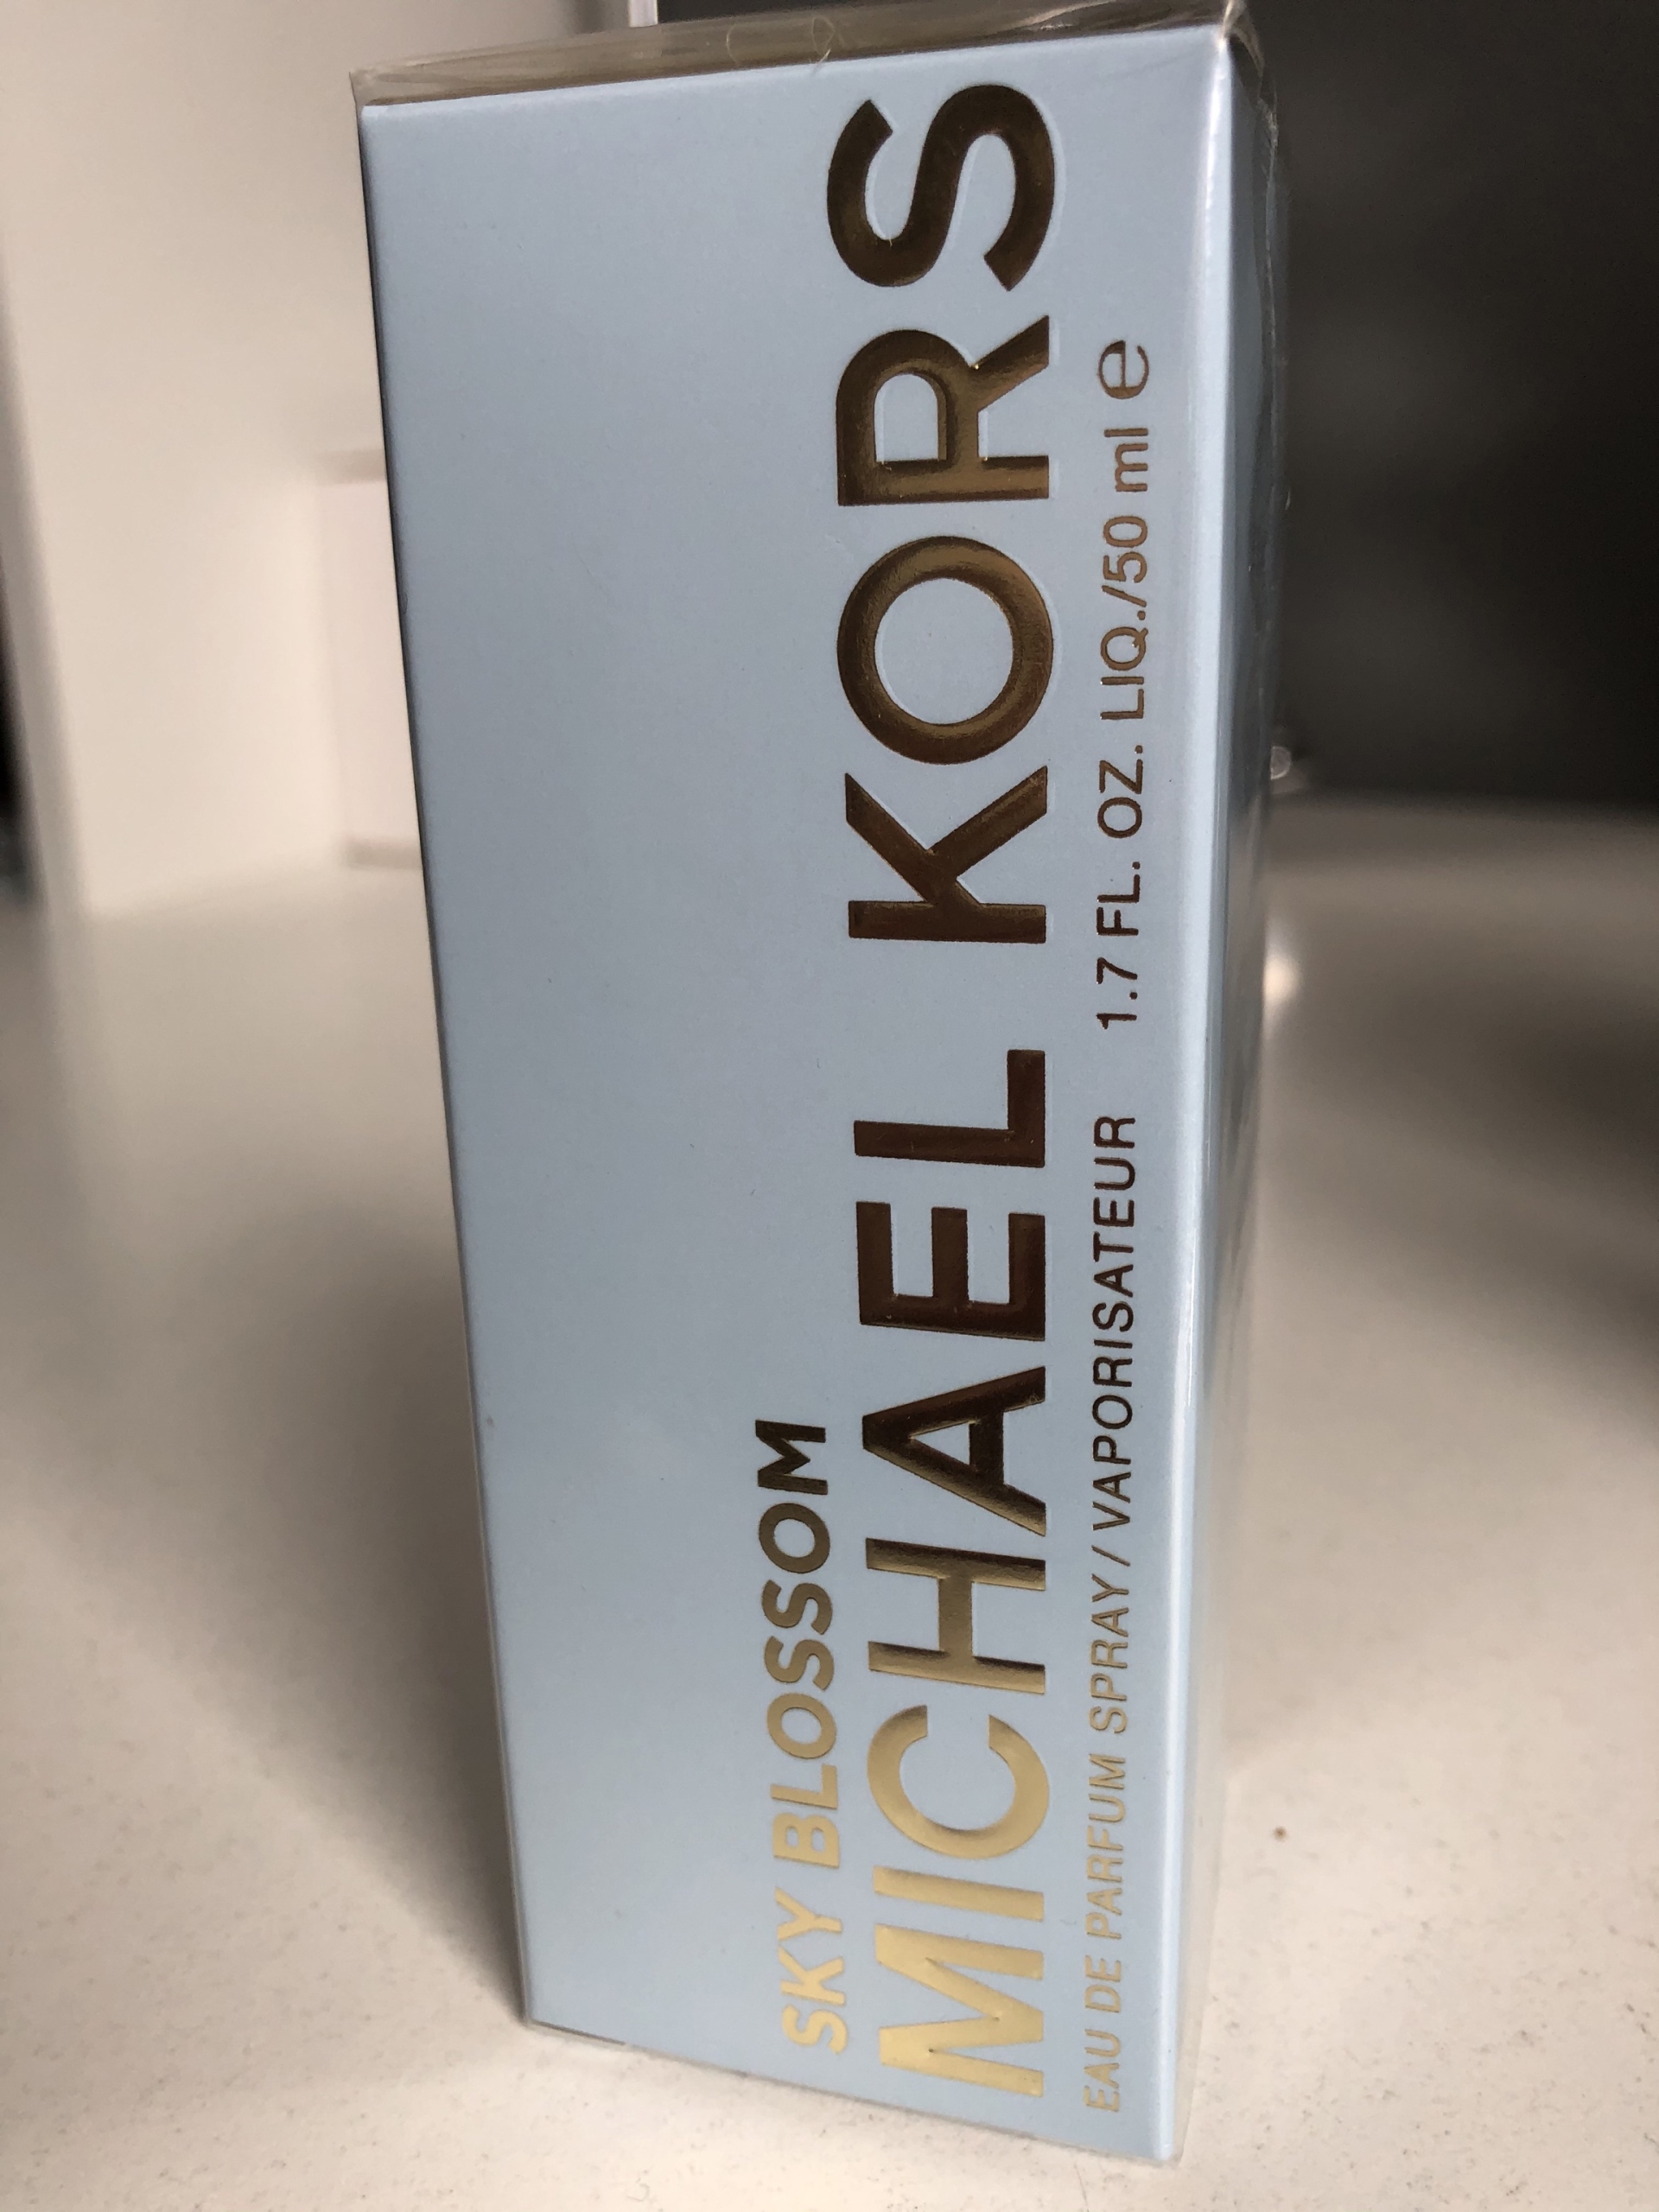 SKY BLOSSOM
MICHAEL KORS
EAU DE PARFUM SPRAY / VAPORISATEUR 1.7 FL. OZ. LIQ./50 ml ℮